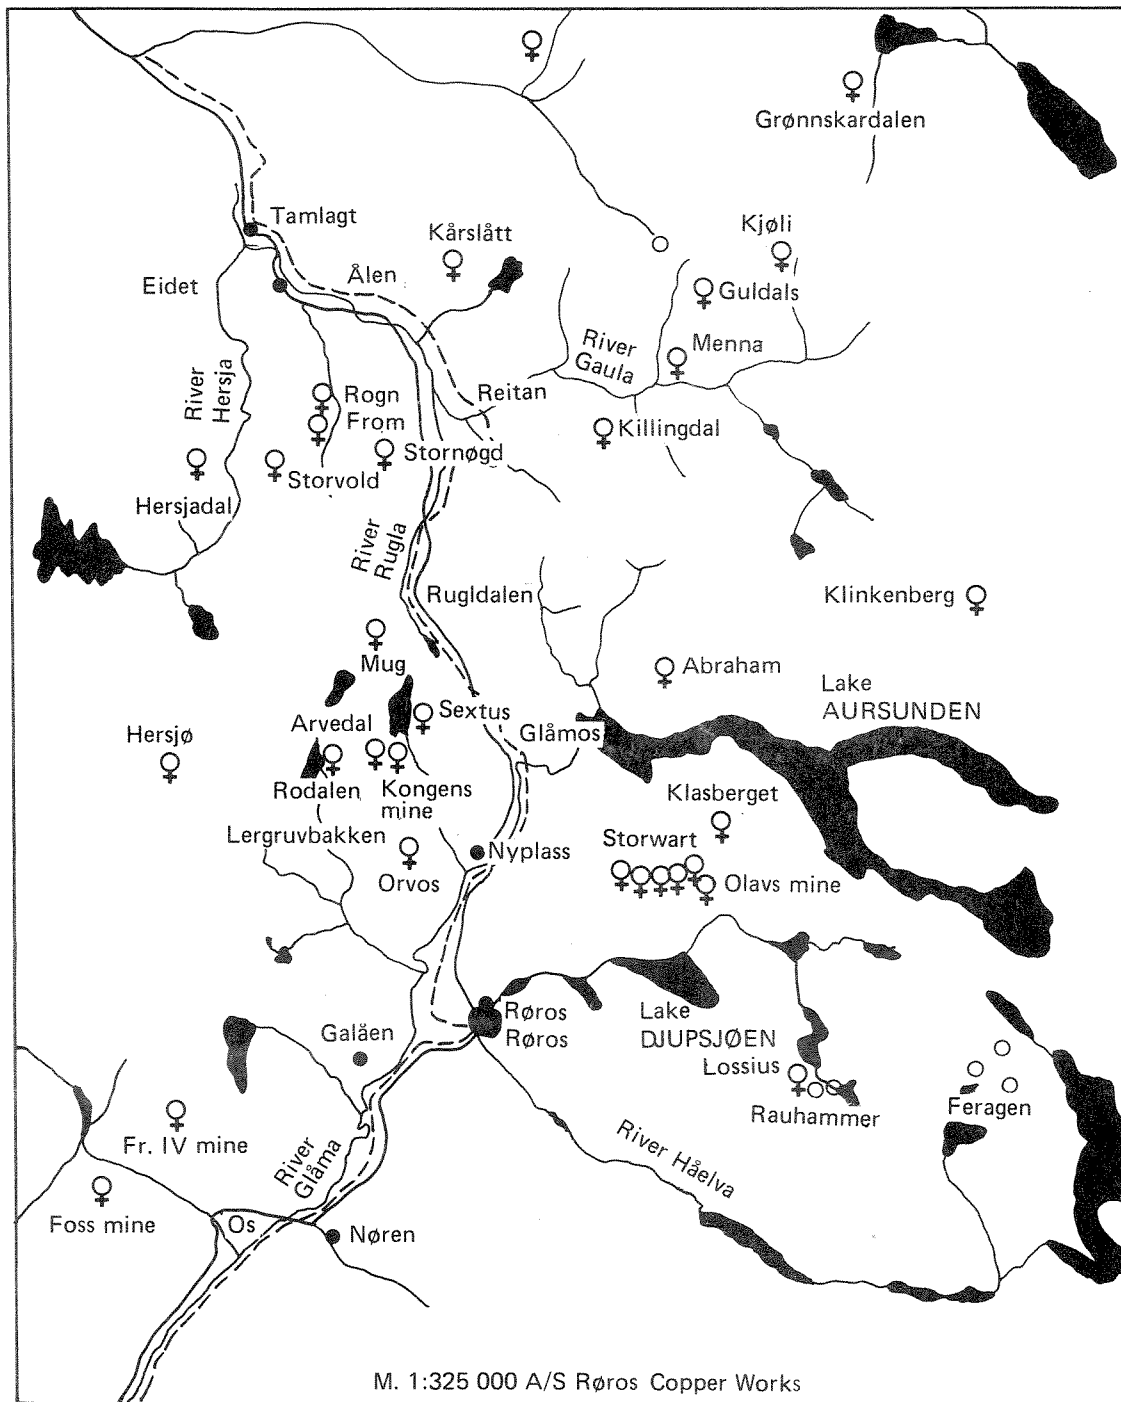 Grønnskardalen
Tamlagt
Kårslått
Kjøli
Ålen
Eidet
Guldals
River
Gaula
Menna
River
Hersja
Rogn
From
Reitan
Killingdal
Stornøgd
Storvold
Hersjadal
River
Rugla
Rugldalen
Klinkenberg
Mug
Abraham
Lake
AURSUNDEN
Arvedal
Sextus
Hersjø
Glåmos
Rodalen
Kongens
mine
Klasberget
Lergruvbakken
Storwart
Nyplass
Orvos
Olavs mine
Røros
Røros
Lake
DJUPSJØEN
Galåen
Lossius
Rauhammer
Feragen
Fr. IV mine
River
Glåma
River Håelva
Foss mine
Os
Nøren
M. 1:325 000 A/S Røros Copper Works